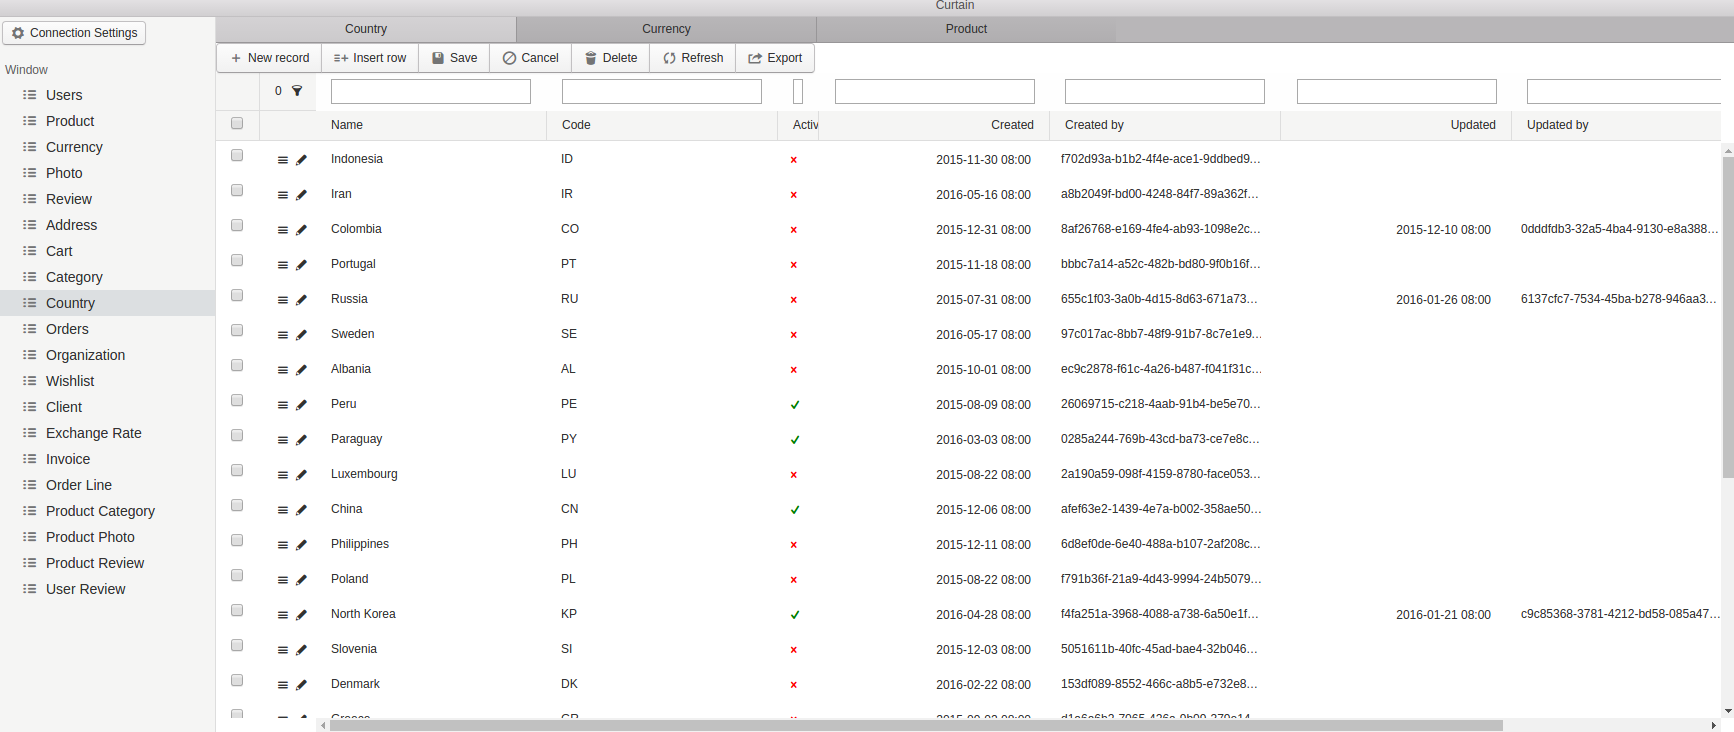 Curtain
Connection Settings
Country Currency Product
New record Insert row Save Cancel Delete Refresh Export
Window
Users
Product
Currency
Photo
Review
Address
Cart
Category
Country
Orders
Organization
Wishlist
Client
Exchange Rate
Invoice
Order Line
Product Category
Product Photo
Product Review
User Review
0
Name Code Activ Created Created by Updated Updated by
Indonesia ID 2015-11-30 08:00 f702d93a-b1b2-4f4e-ace1-9ddbed9...
Iran IR 2016-05-16 08:00 a8b2049f-bd00-4248-84f7-89a362f...
Colombia CO 2015-12-31 08:00 8af26768-e169-4fe4-ab93-1098e2c... 2015-12-10 08:00 0dddfdb3-32a5-4ba4-9130-e8a388...
Portugal PT 2015-11-18 08:00 bbbc7a14-a52c-482b-bd80-9f0b16f...
Russia RU 2015-07-31 08:00 655c1f03-3a0b-4d15-8d63-671a73... 2016-01-26 08:00 6137cfc7-7534-45ba-b278-946aa3...
Sweden SE 2016-05-17 08:00 97c017ac-8bb7-48f9-91b7-8c7e1e9...
Albania AL 2015-10-01 08:00 ec9c2878-f61c-4a26-b487-f041f31c...
Peru PE 2015-08-09 08:00 26069715-c218-4aab-91b4-be5e70...
Paraguay PY 2016-03-03 08:00 0285a244-769b-43cd-ba73-ce7e8c...
Luxembourg LU 2015-08-22 08:00 2a190a59-098f-4159-8780-face053...
China CN 2015-12-06 08:00 afef63e2-1439-4e7a-b002-358ae50...
Philippines PH 2015-12-11 08:00 6d8ef0de-6e40-488a-b107-2af208c...
Poland PL 2015-08-22 08:00 f791b36f-21a9-4d43-9994-24b5079...
North Korea KP 2016-04-28 08:00 f4fa251a-3968-4088-a738-6a50e1f... 2016-01-21 08:00 c9c85368-3781-4212-bd58-085a47...
Slovenia SI 2015-12-03 08:00 5051611b-40fc-45ad-bae4-32b046...
Denmark DK 2016-02-22 08:00 153df089-8552-466c-a8b5-e732e8...
Greece GR